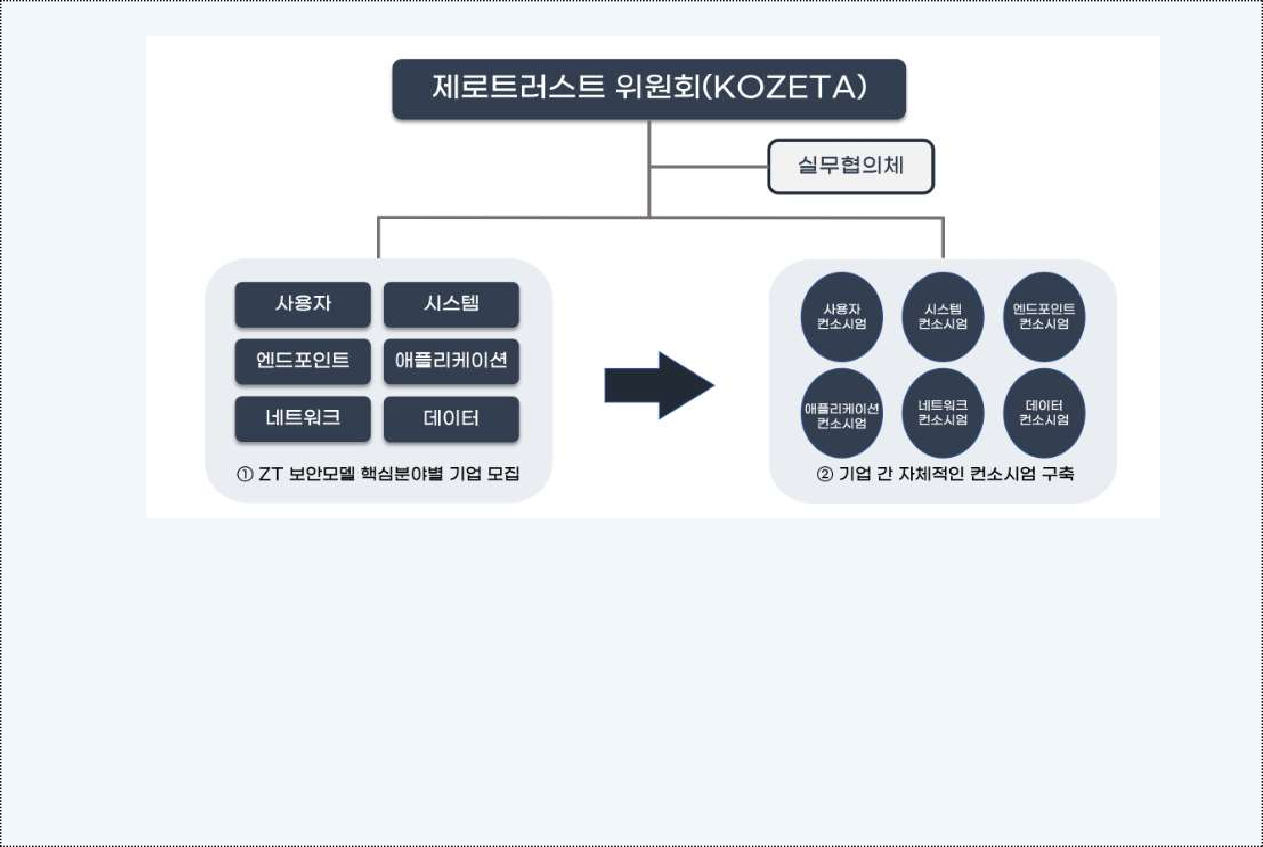 제로트러스트 위원회(KOZETA)
실무협의체
사용자
시스템
엔드포인트
애플리케이션
네트워크
데이터
① ZT 보안모델 핵심분야별 기업 모집
사용자
컨소시엄
시스템
컨소시엄
엔드포인트
컨소시엄
애플리케이션
컨소시엄
네트워크
컨소시엄
데이터
컨소시엄
② 기업 간 자체적인 컨소시엄 구축